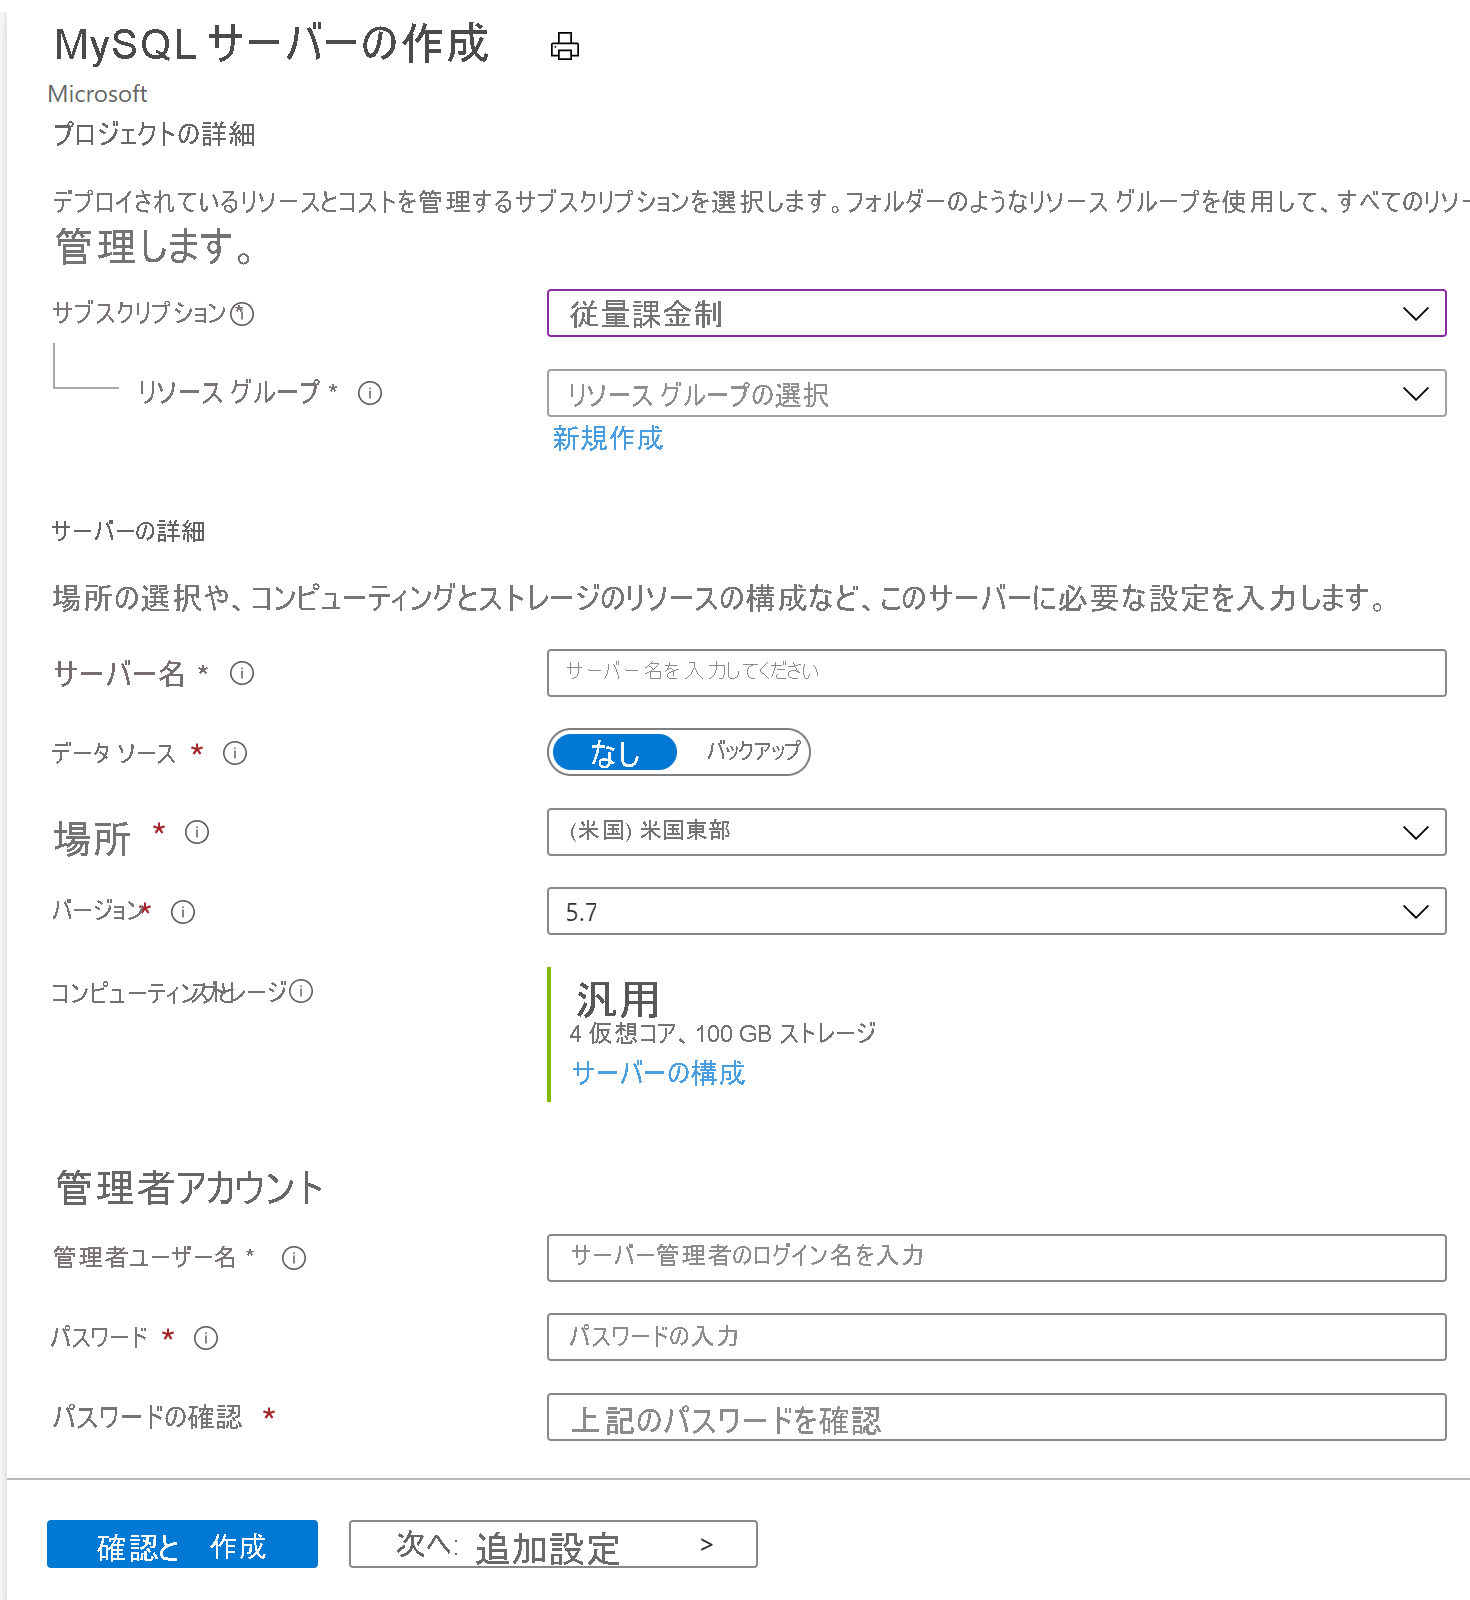 MySQL サーバーの作成
Microsoft
プロジェクトの詳細
デプロイされているリソースとコストを管理するサブスクリプションを選択します。フォルダーのようなリソース グループを使用して、すべてのリソー
管理します。
サブスクリプション * 従量課金制
リソース グループ * リソース グループの選択
新規作成
サーバーの詳細
場所の選択や、コンピューティングとストレージのリソースの構成など、このサーバーに必要な設定を入力します。
サーバー名 * サーバー名を入力してください
データ ソース * なし バックアップ
場所 * (米国) 米国東部
バージョン* 5.7
コンピューティングとストレージ 汎用
4 仮想コア、100 GB ストレージ
サーバーの構成
管理者アカウント
管理者ユーザー名 * サーバー管理者のログイン名を入力
パスワード * パスワードの入力
パスワードの確認 * 上記のパスワードを確認
確認と 作成 次へ: 追加設定 >